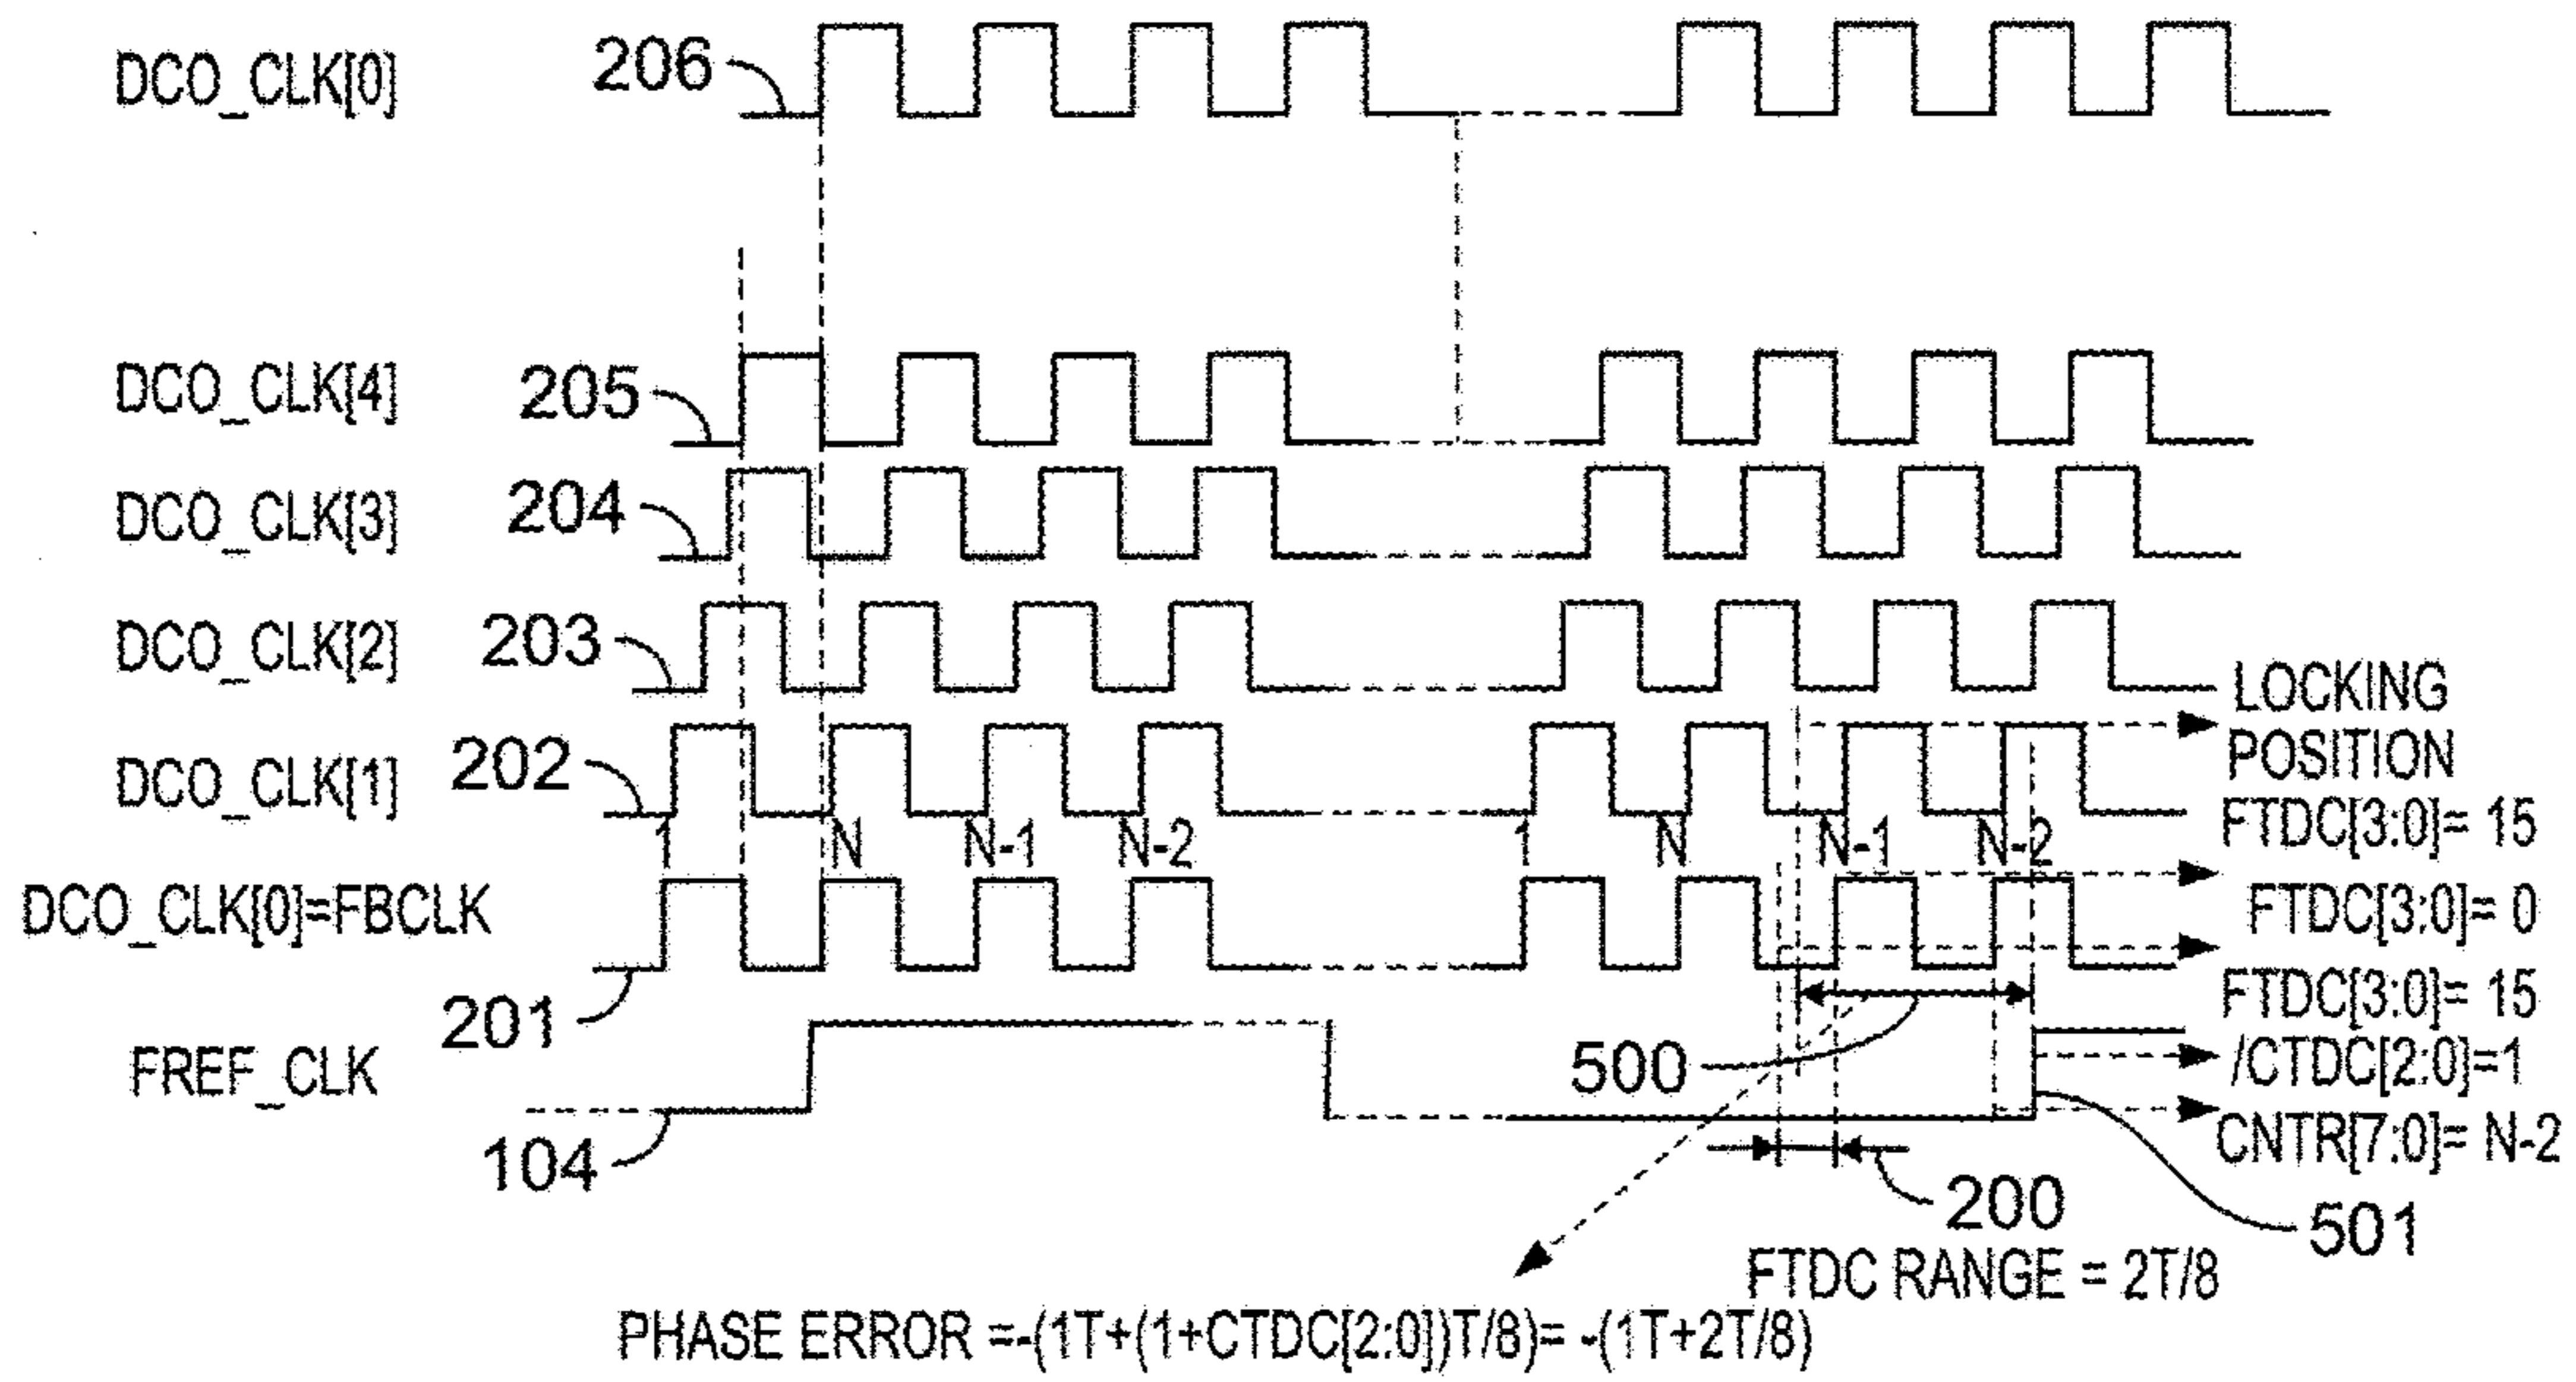 DCO_CLK[0]
206
DCO_CLK[4]
205
DCO_CLK[3]
204
DCO_CLK[2]
203
LOCKING
POSITION
DCO_CLK[1]
202
FTDC[3:0]= 15
1 N N-1 N-2 1 N N-1 N-2
DCO_CLK[0]=FBCLK
FTDC[3:0]= 0
201
FTDC[3:0]= 15
FREF_CLK
500
/CTDC[2:0]=1
104
CNTR[7:0]= N-2
200
501
FTDC RANGE = 2T/8
PHASE ERROR =-(1T+(1+CTDC[2:0])T/8)= -(1T+2T/8)